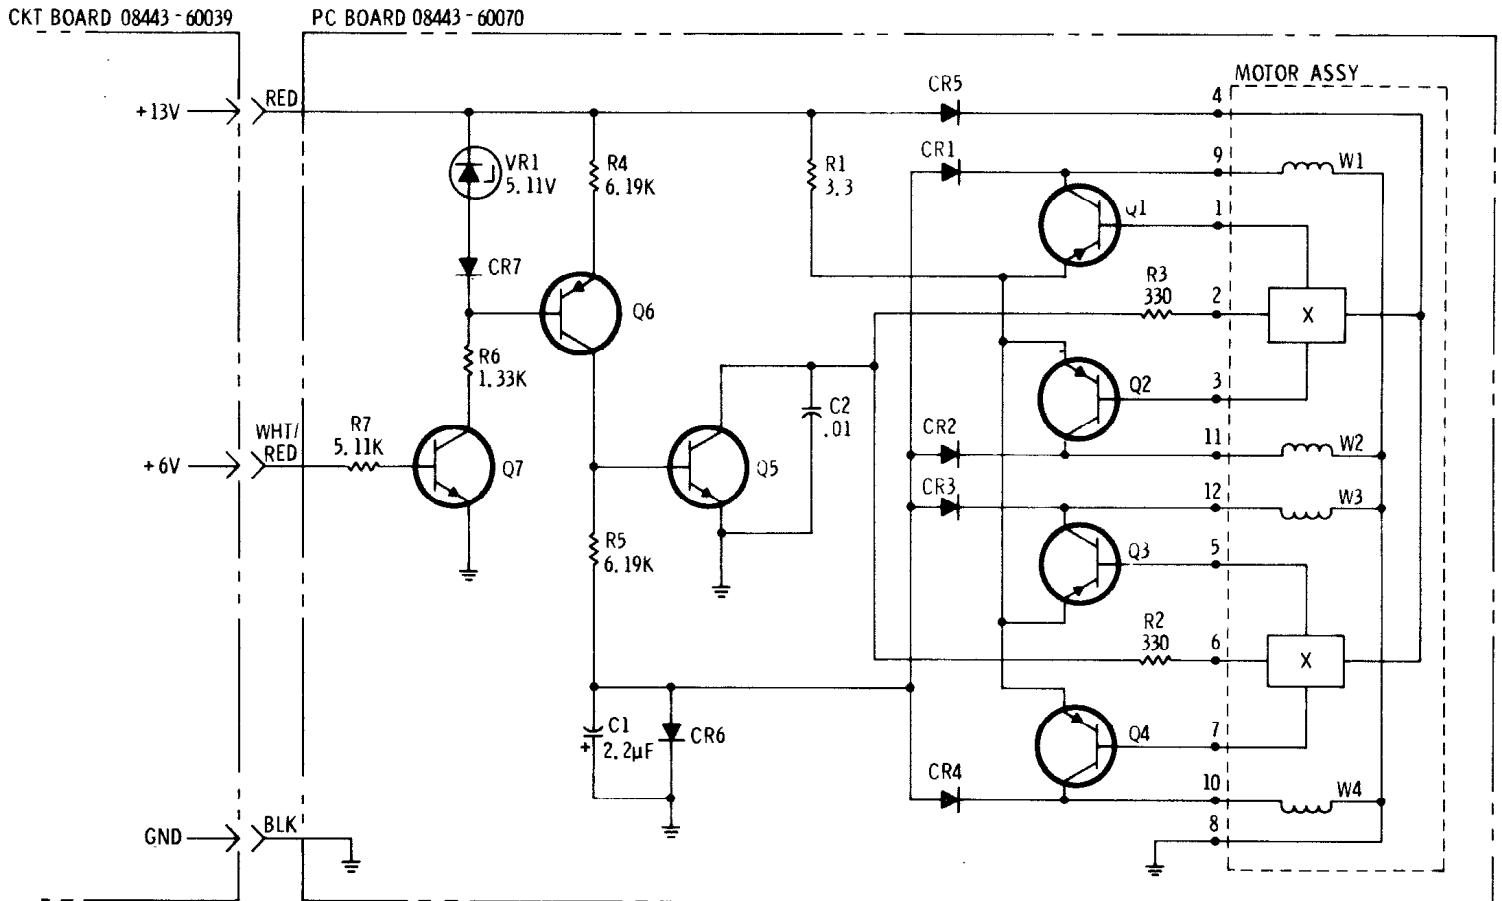 CKT BOARD 08443-60039
PC BOARD 08443-60070
MOTOR ASSY
+13V
RED
CR5
4
VR1
5.11V
R4
6.19K
R1
3.3
CR1
9
W1
Q1
1
CR7
Q6
R3
330
2
X
R6
1.33K
Q2
3
C2
.01
CR2
11
W2
WHT/
RED
R7
5.11K
+6V
Q7
Q5
CR3
12
W3
Q3
5
R5
6.19K
R2
330
6
X
C1
+ 2.2µF
CR6
Q4
7
CR4
10
W4
GND
BLK
8